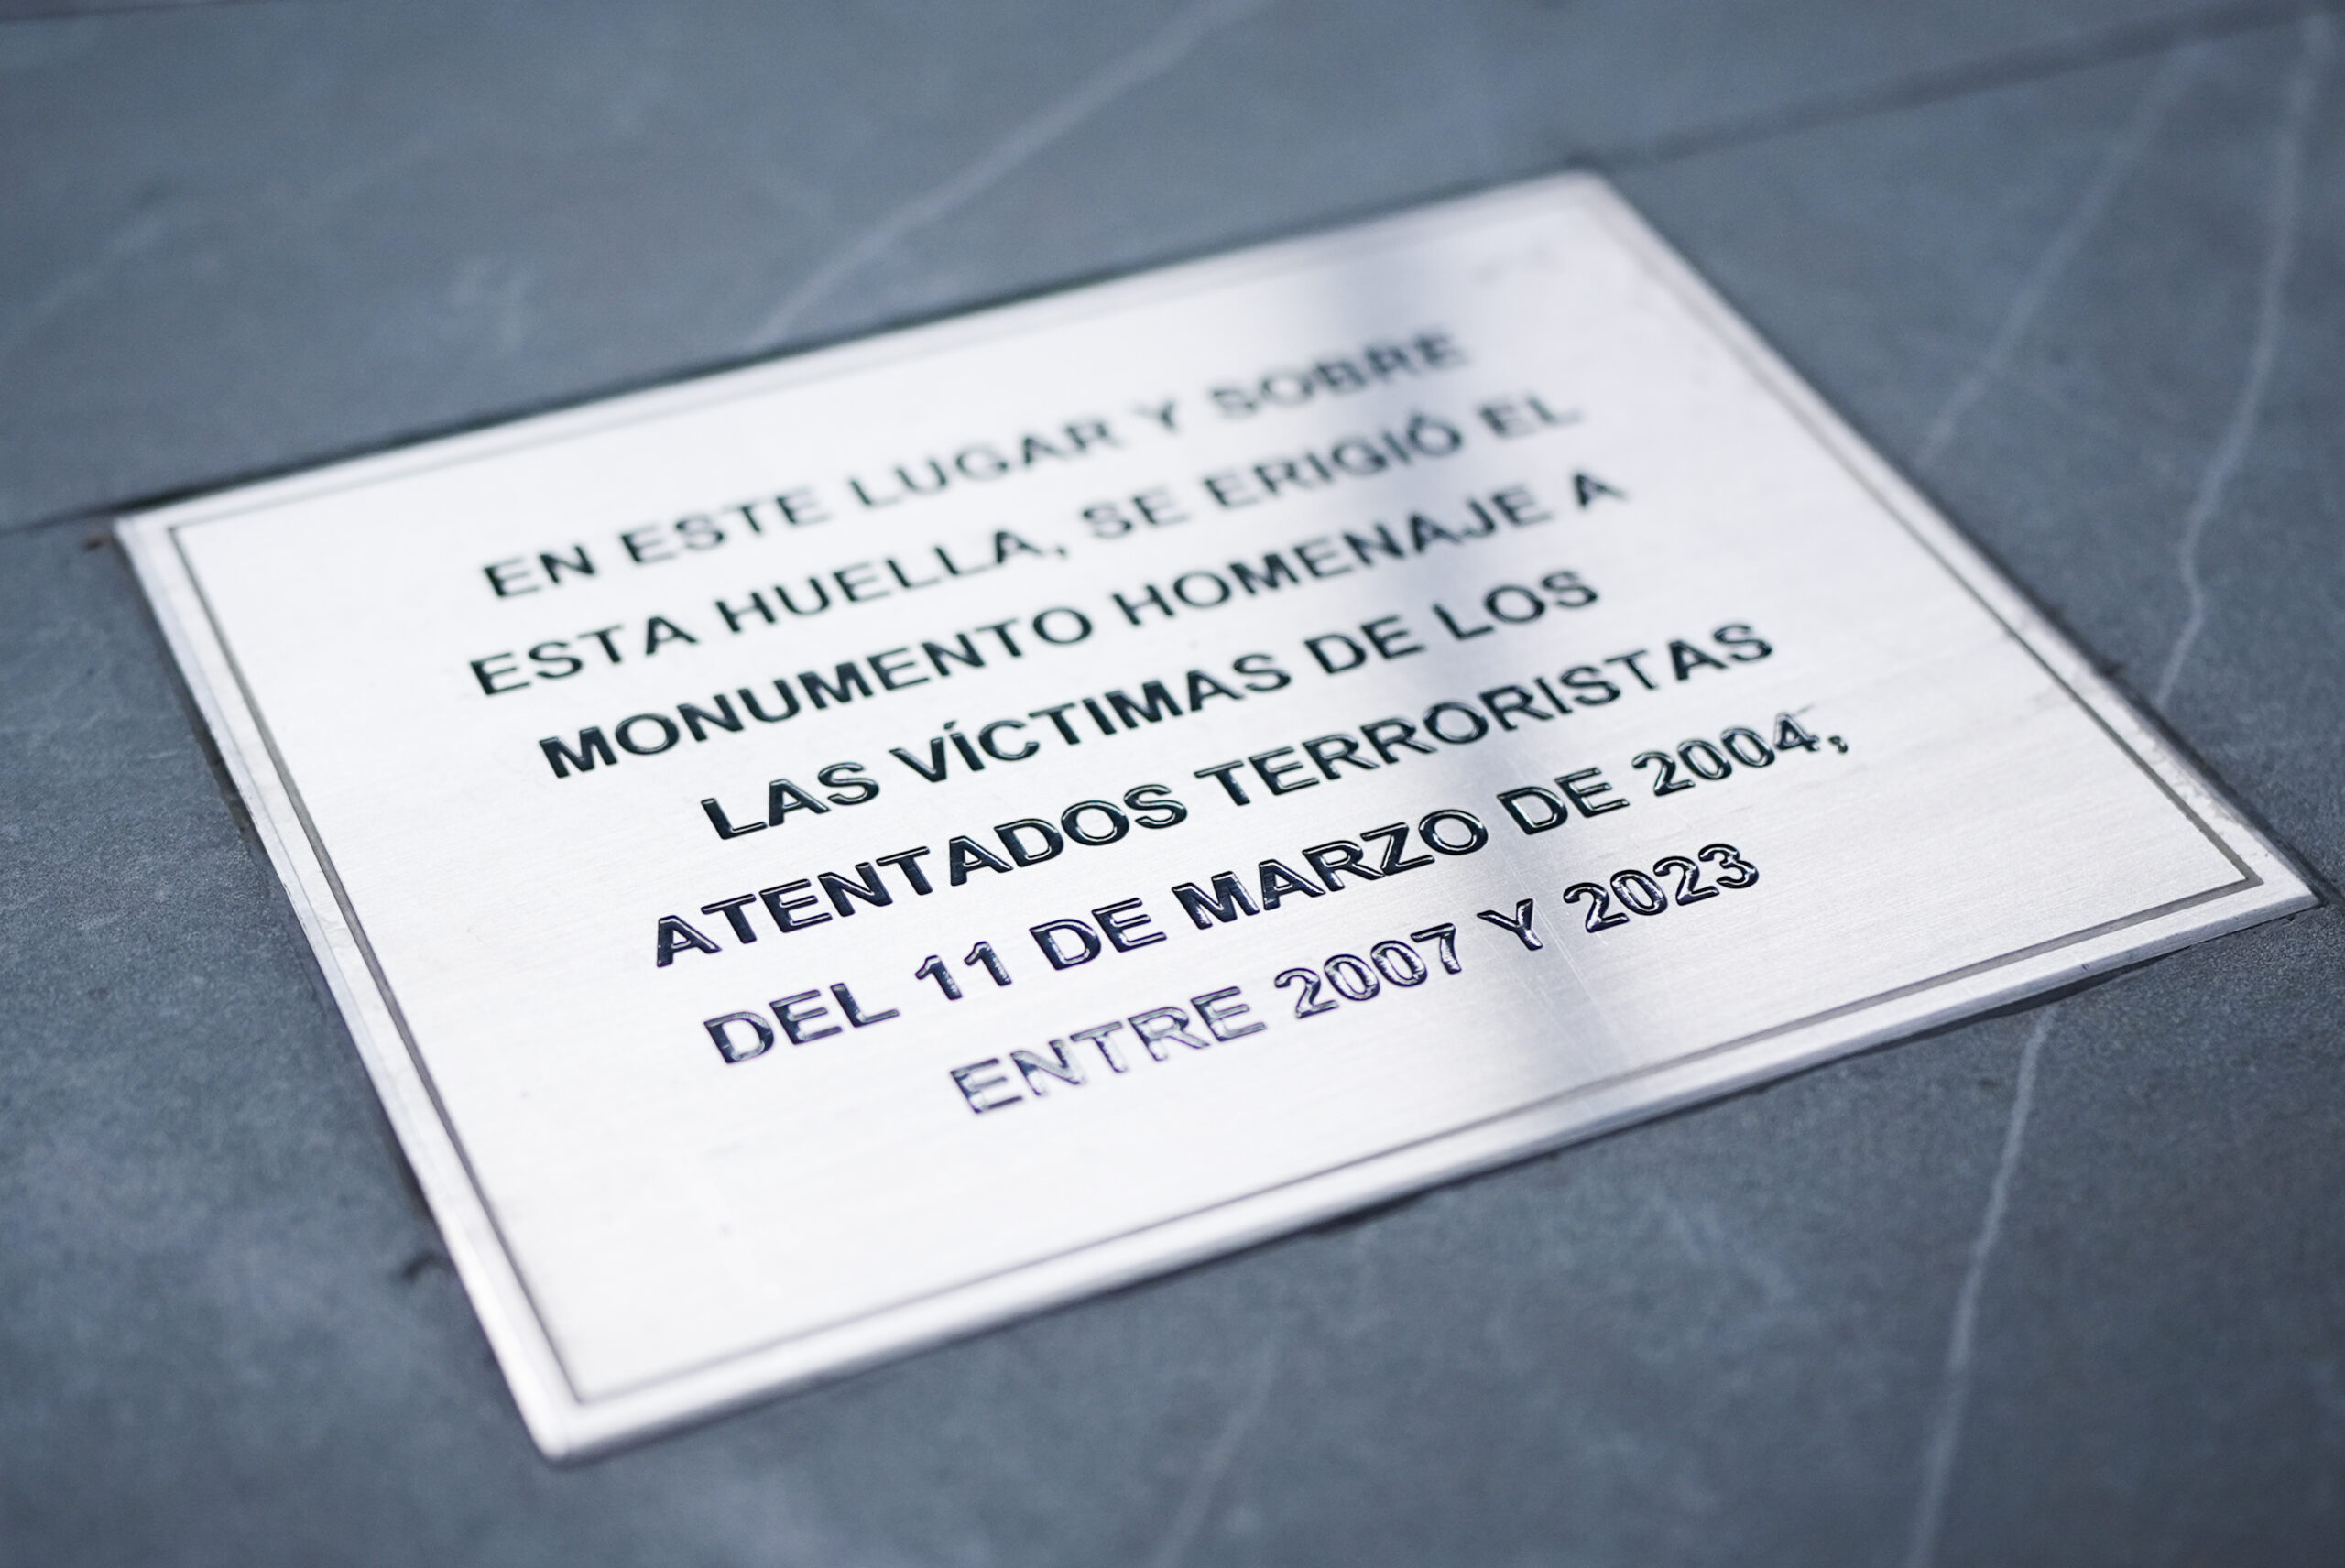 EN ESTE LUGAR Y SOBRE
ESTA HUELLA, SE ERIGIÓ EL
MONUMENTO HOMENAJE A
LAS VÍCTIMAS DE LOS
ATENTADOS TERRORISTAS
DEL 11 DE MARZO DE 2004,
ENTRE 2007 Y 2023